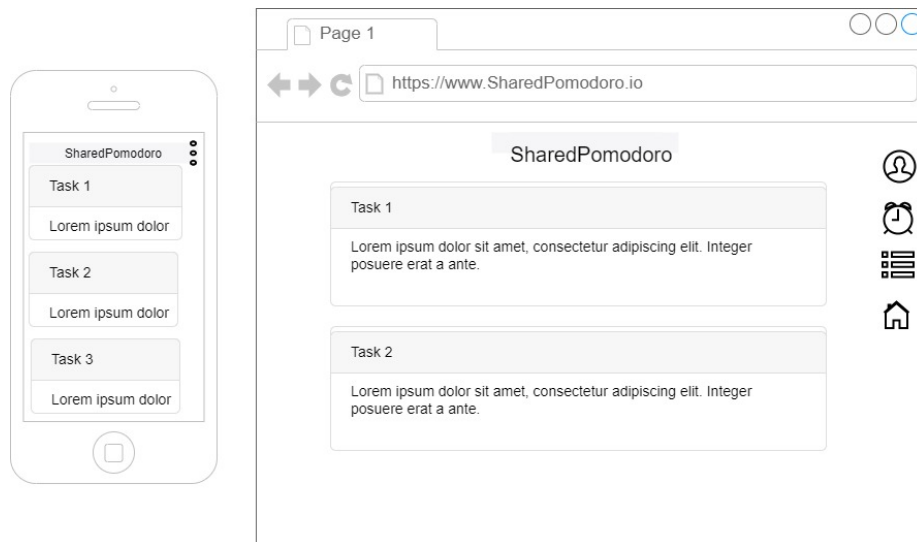 SharedPomodoro
Task 1
Lorem ipsum dolor
Task 2
Lorem ipsum dolor
Task 3
Lorem ipsum dolor
Page 1
https://www.SharedPomodoro.io
SharedPomodoro
Task 1
Lorem ipsum dolor sit amet, consectetur adipiscing elit. Integer
posuere erat a ante.
Task 2
Lorem ipsum dolor sit amet, consectetur adipiscing elit. Integer
posuere erat a ante.